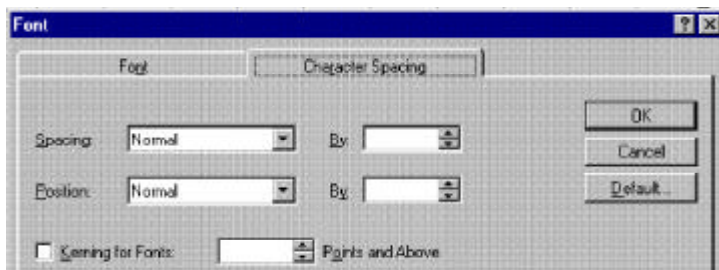 Font
Font Character Spacing
OK
Spacing: Normal By:
Cancel
Position: Normal By: Default...
Kerning for Fonts: Points and Above